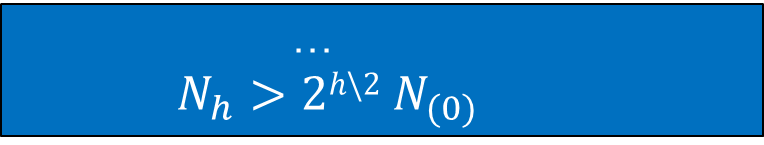 ...
N_h > 2^{h\2} N_{(0)}